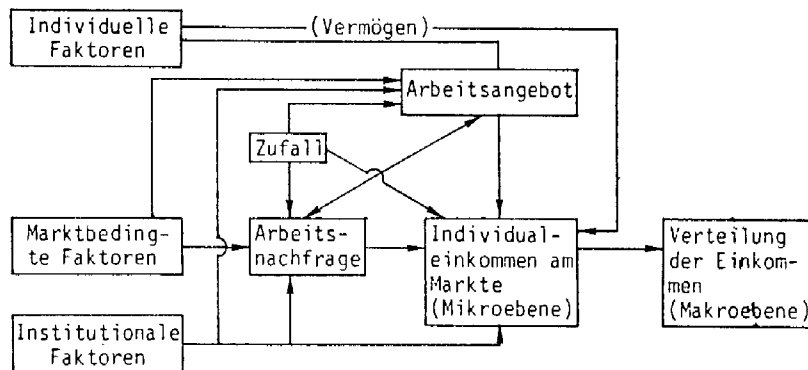 Individuelle
Faktoren
(Vermögen)
Arbeitsangebot
Zufall
Marktbeding-
te Faktoren
Arbeits-
nachfrage
Individual-
einkommen am
Markte
(Mikroebene)
Verteilung
der Einkom-
men
(Makroebene)
Institutionale
Faktoren